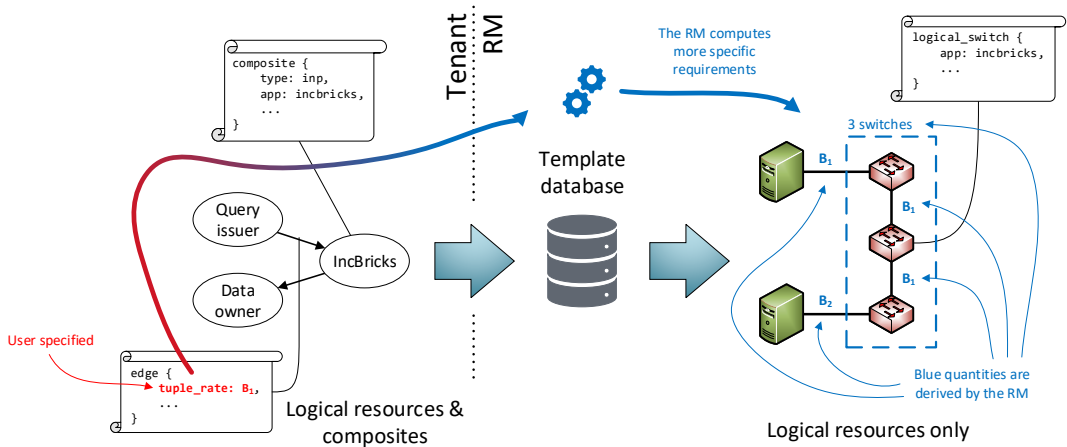 composite {
type: inp,
app: incbricks,
...
}
Tenant
RM
The RM computes
more specific
requirements
logical_switch {
app: incbricks,
...
}
3 switches
Template
database
Query
issuer
IncBricks
Data
owner
B1
B1
B1
B2
User specified
edge {
tuple_rate: B1,
...
}
Logical resources &
composites
Blue quantities are
derived by the RM
Logical resources only